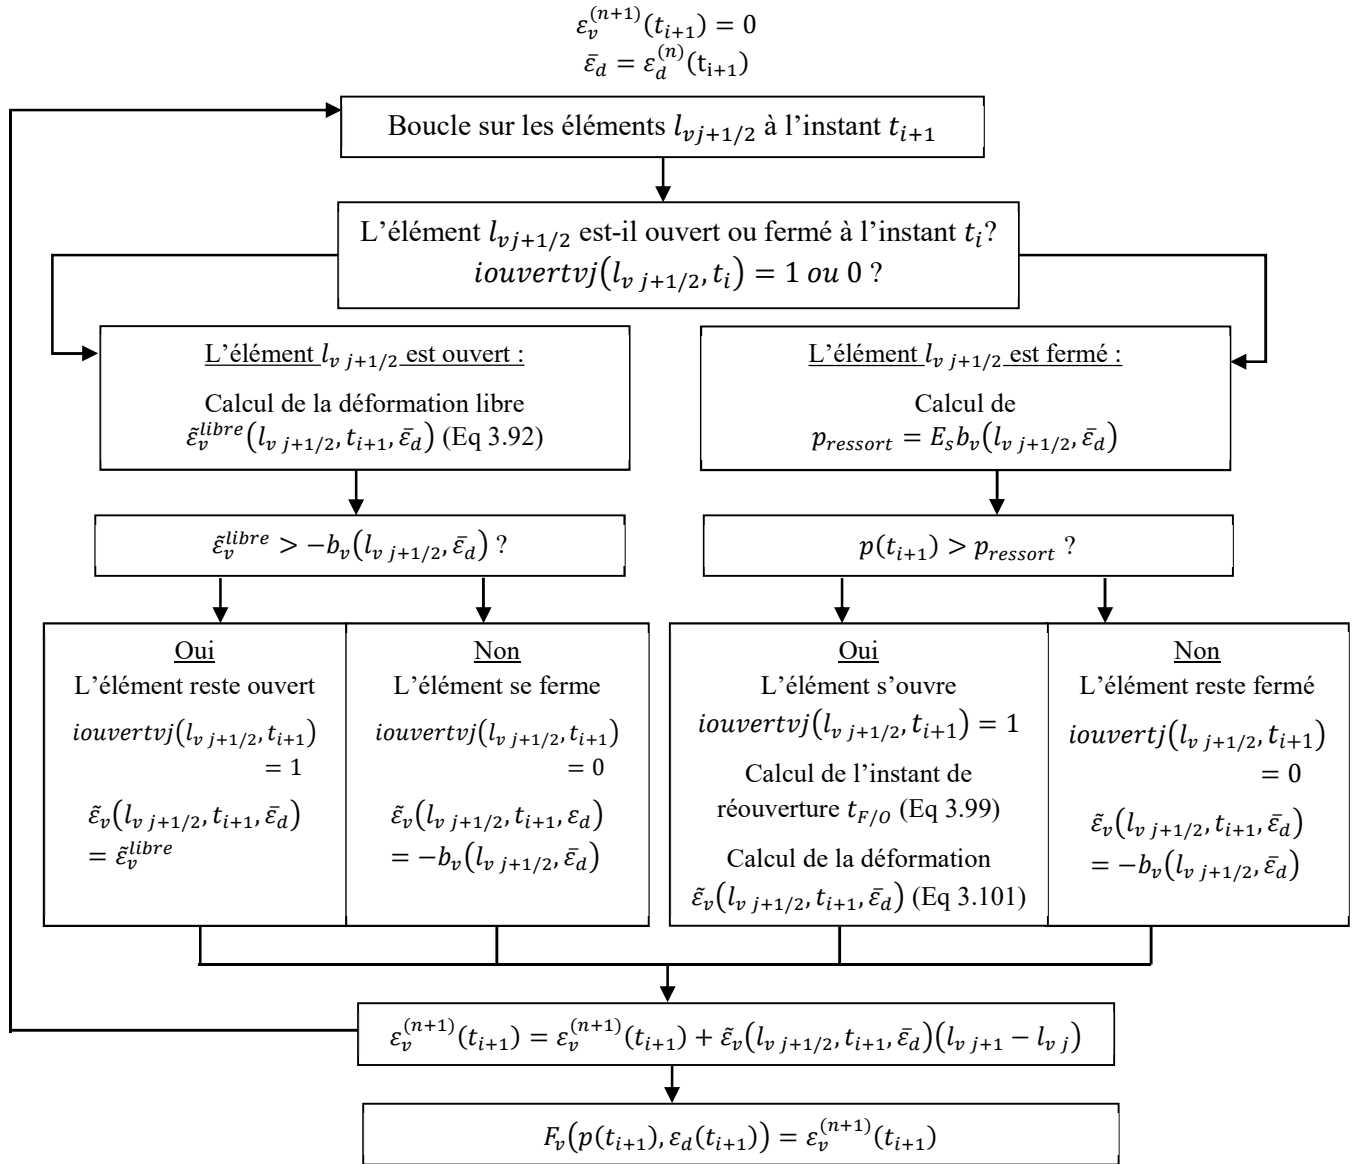 ε_v^(n+1)(t_{i+1}) = 0
ε̄_d = ε_d^(n)(t_{i+1})
Boucle sur les éléments l_{vj+1/2} à l’instant t_{i+1}
L’élément l_{vj+1/2} est-il ouvert ou fermé à l’instant t_i?
iouvertvj(l_{v j+1/2}, t_i) = 1 ou 0 ?
L’élément l_{v j+1/2} est ouvert :
Calcul de la déformation libre
ε̃_v^{libre}(l_{v j+1/2}, t_{i+1}, ε̄_d) (Eq 3.92)
L’élément l_{v j+1/2} est fermé :
Calcul de
p_{ressort} = E_s b_v(l_{v j+1/2}, ε̄_d)
ε̃_v^{libre} > −b_v(l_{v j+1/2}, ε̄_d) ?
p(t_{i+1}) > p_{ressort} ?
Oui
L’élément reste ouvert
iouvertvj(l_{v j+1/2}, t_{i+1})
= 1
ε̃_v(l_{v j+1/2}, t_{i+1}, ε̄_d)
= ε̃_v^{libre}
Non
L’élément se ferme
iouvertvj(l_{v j+1/2}, t_{i+1})
= 0
ε̃_v(l_{v j+1/2}, t_{i+1}, ε_d)
= −b_v(l_{v j+1/2}, ε̄_d)
Oui
L’élément s’ouvre
iouvertvj(l_{v j+1/2}, t_{i+1}) = 1
Calcul de l’instant de
réouverture t_{F/O} (Eq 3.99)
Calcul de la déformation
ε̃_v(l_{v j+1/2}, t_{i+1}, ε̄_d) (Eq 3.101)
Non
L’élément reste fermé
iouvertj(l_{v j+1/2}, t_{i+1})
= 0
ε̃_v(l_{v j+1/2}, t_{i+1}, ε̄_d)
= −b_v(l_{v j+1/2}, ε̄_d)
ε_v^(n+1)(t_{i+1}) = ε_v^(n+1)(t_{i+1}) + ε̃_v(l_{v j+1/2}, t_{i+1}, ε̄_d)(l_{v j+1} − l_{v j})
F_v(p(t_{i+1}), ε_d(t_{i+1})) = ε_v^(n+1)(t_{i+1})